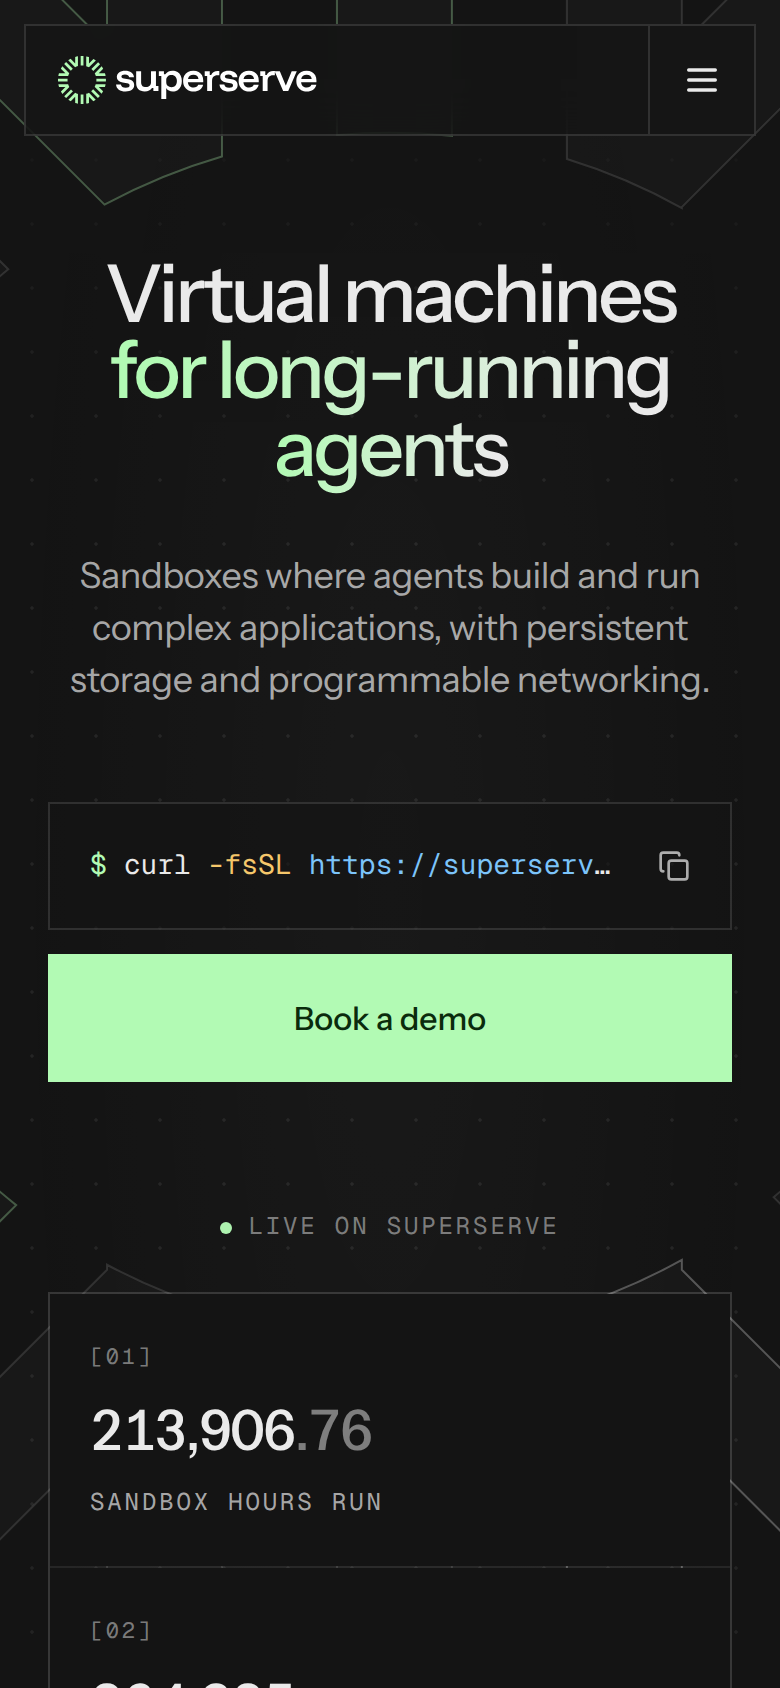 superserve
Virtual machines
for long-running
agents
Sandboxes where agents build and run
complex applications, with persistent
storage and programmable networking.
$ curl -fsSL https://superserv…
Book a demo
LIVE ON SUPERSERVE
[01]
213,906.76
SANDBOX HOURS RUN
[02]